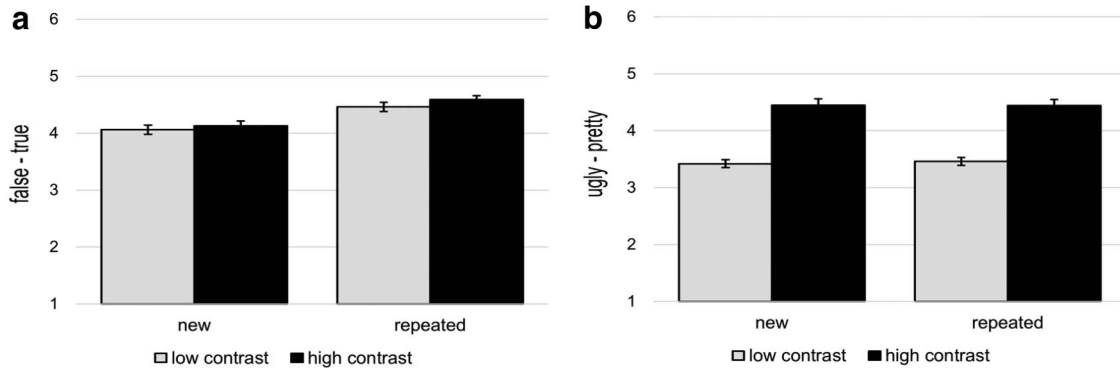 a
6
5
4
3
2
1
false - true
new repeated
low contrast high contrast
b
6
5
4
3
2
1
ugly - pretty
new repeated
low contrast high contrast